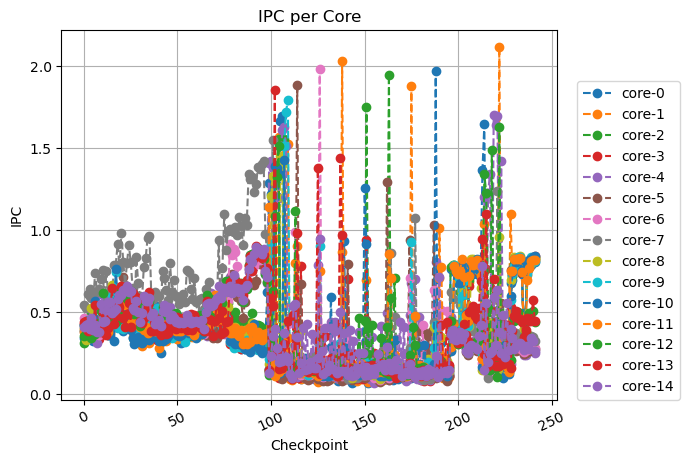 IPC per Core
IPC
2.0
1.5
1.0
0.5
0.0
0
50
100
150
200
250
Checkpoint
core-0
core-1
core-2
core-3
core-4
core-5
core-6
core-7
core-8
core-9
core-10
core-11
core-12
core-13
core-14